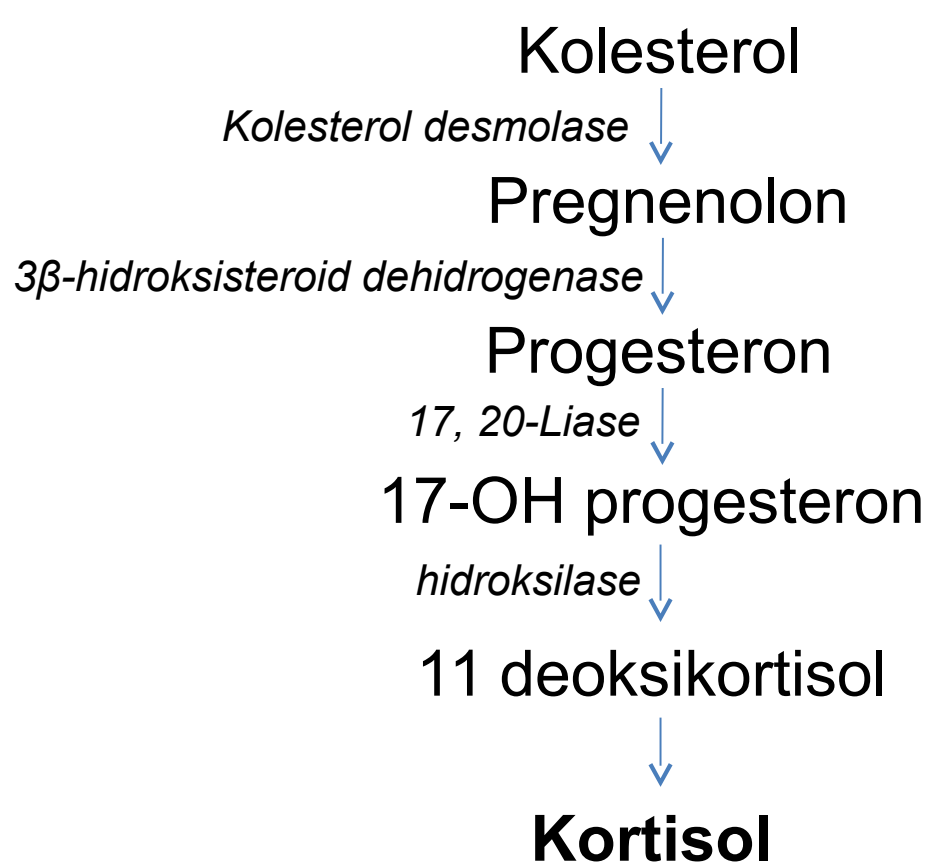 Kolesterol
Kolesterol desmolase
Pregnenolon
3β-hidroksisteroid dehidrogenase
Progesteron
17, 20-Liase
17-OH progesteron
hidroksilase
11 deoksikortisol
Kortisol